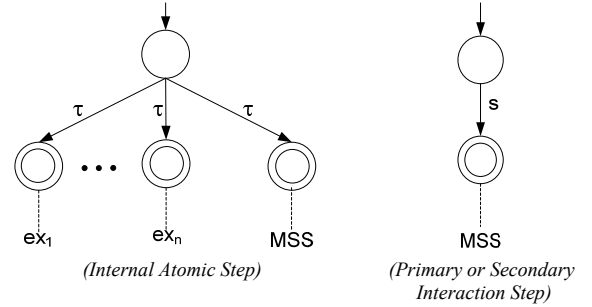 τ τ τ s
• • •
ex₁ exₙ MSS MSS
(Internal Atomic Step) (Primary or Secondary
Interaction Step)